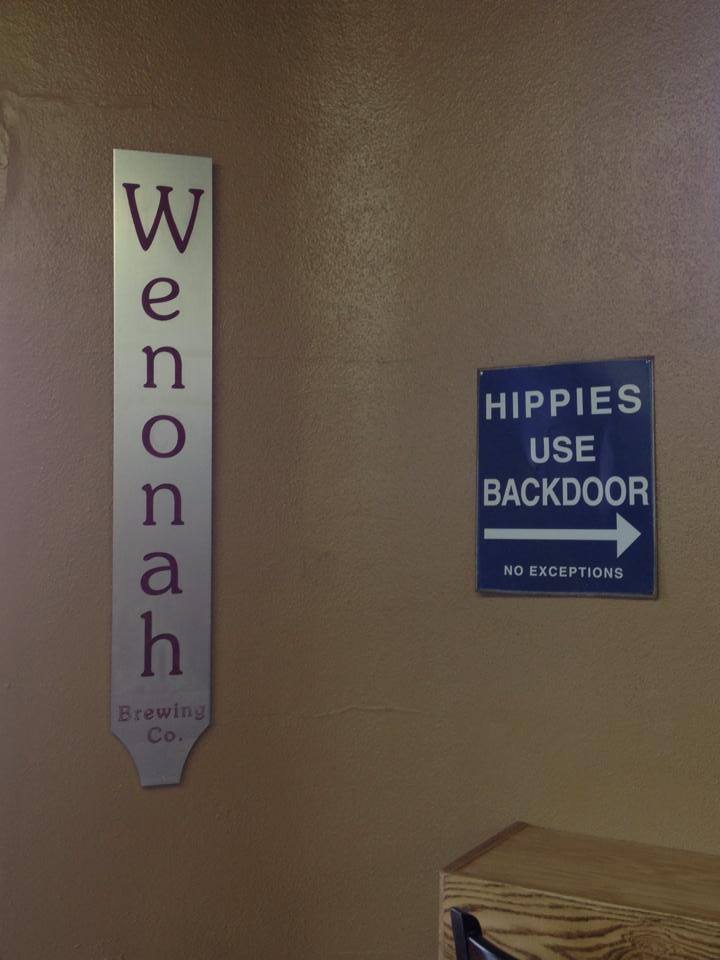 Wenonah
Brewing
Co.
HIPPIES
USE
BACKDOOR
NO EXCEPTIONS